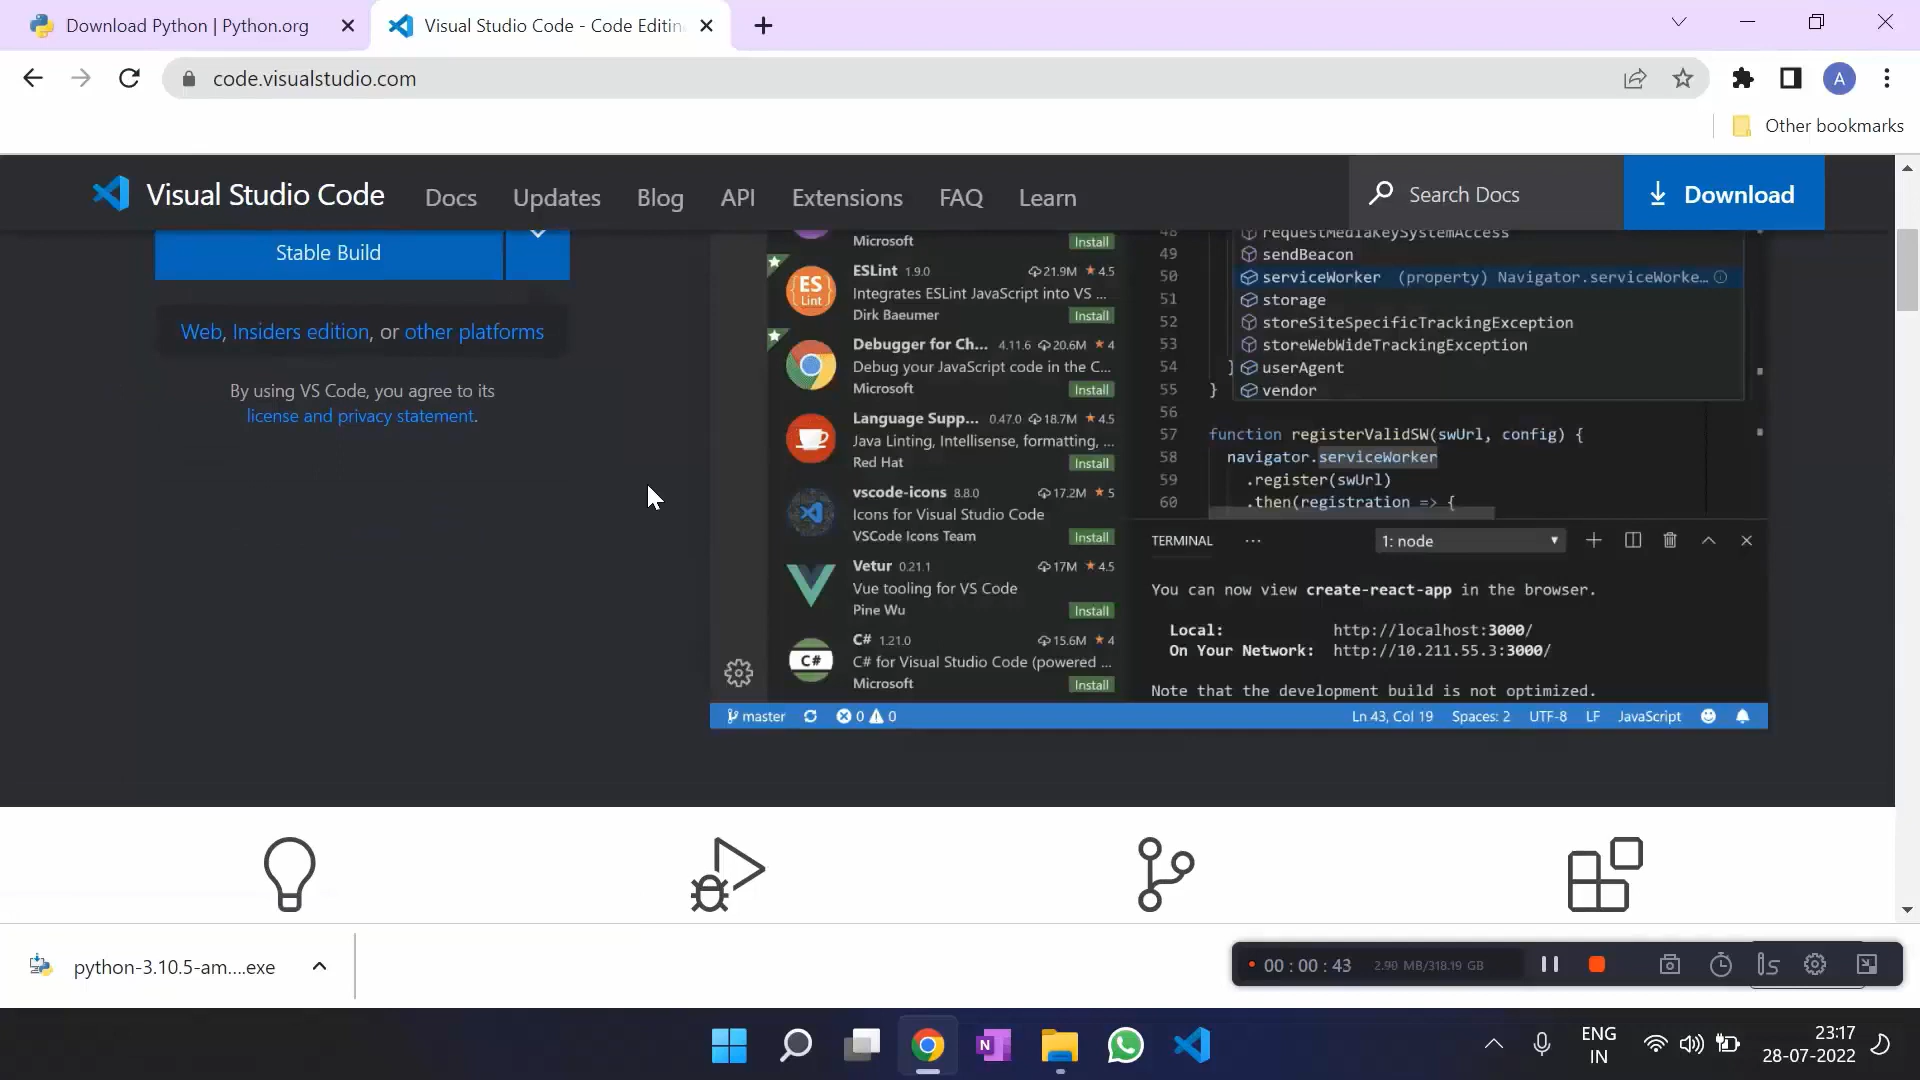 Download Python | Python.org
Visual Studio Code - Code Editin
code.visualstudio.com
A
Other bookmarks
Visual Studio Code
Docs
Updates
Blog
API
Extensions
FAQ
Learn
Search Docs
Download
Stable Build
Web, Insiders edition, or other platforms
By using VS Code, you agree to its
license and privacy statement.
Microsoft
Install
ESLint 1.9.0 21.9M 4.5
Integrates ESLint JavaScript into VS ...
Dirk Baeumer Install
Debugger for Ch... 4.11.6 20.6M 4
Debug your JavaScript code in the C...
Microsoft Install
Language Supp... 0.47.0 18.7M 4.5
Java Linting, Intellisense, formatting, ...
Red Hat Install
vscode-icons 8.8.0 17.2M 5
Icons for Visual Studio Code
VSCode Icons Team Install
Vetur 0.21.1 17M 4.5
Vue tooling for VS Code
Pine Wu Install
C# 1.21.0 15.6M 4
C# for Visual Studio Code (powered ...
Microsoft Install
ES
Lint
C#
48 requestMediaKeySystemAccess
49 sendBeacon
50 serviceWorker (property) Navigator.serviceWorke...
51 storage
52 storeSiteSpecificTrackingException
53 storeWebWideTrackingException
54 } userAgent
55 } vendor
56
57 function registerValidSW(swUrl, config) {
58 navigator.serviceWorker
59 .register(swUrl)
60 .then(registration => {
TERMINAL ... 1: node
You can now view create-react-app in the browser.
Local: http://localhost:3000/
On Your Network: http://10.211.55.3:3000/
Note that the development build is not optimized.
master 0 0 Ln 43, Col 19 Spaces: 2 UTF-8 LF JavaScript
python-3.10.5-am....exe
00 : 00 : 43 2.90 MB/318.19 GB
N
ENG
IN
23:17
28-07-2022